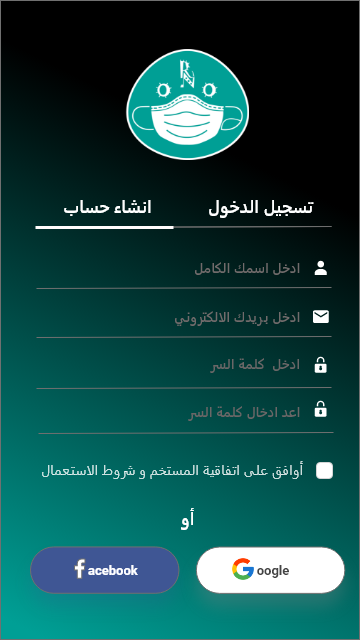 RN
تسجيل الدخول انشاء حساب
ادخل اسمك الكامل
ادخل بريدك الالكتروني
ادخل كلمة السر
اعد ادخال كلمة السر
أوافق على اتفاقية المستخم و شروط الاستعمال
أو
facebook Google